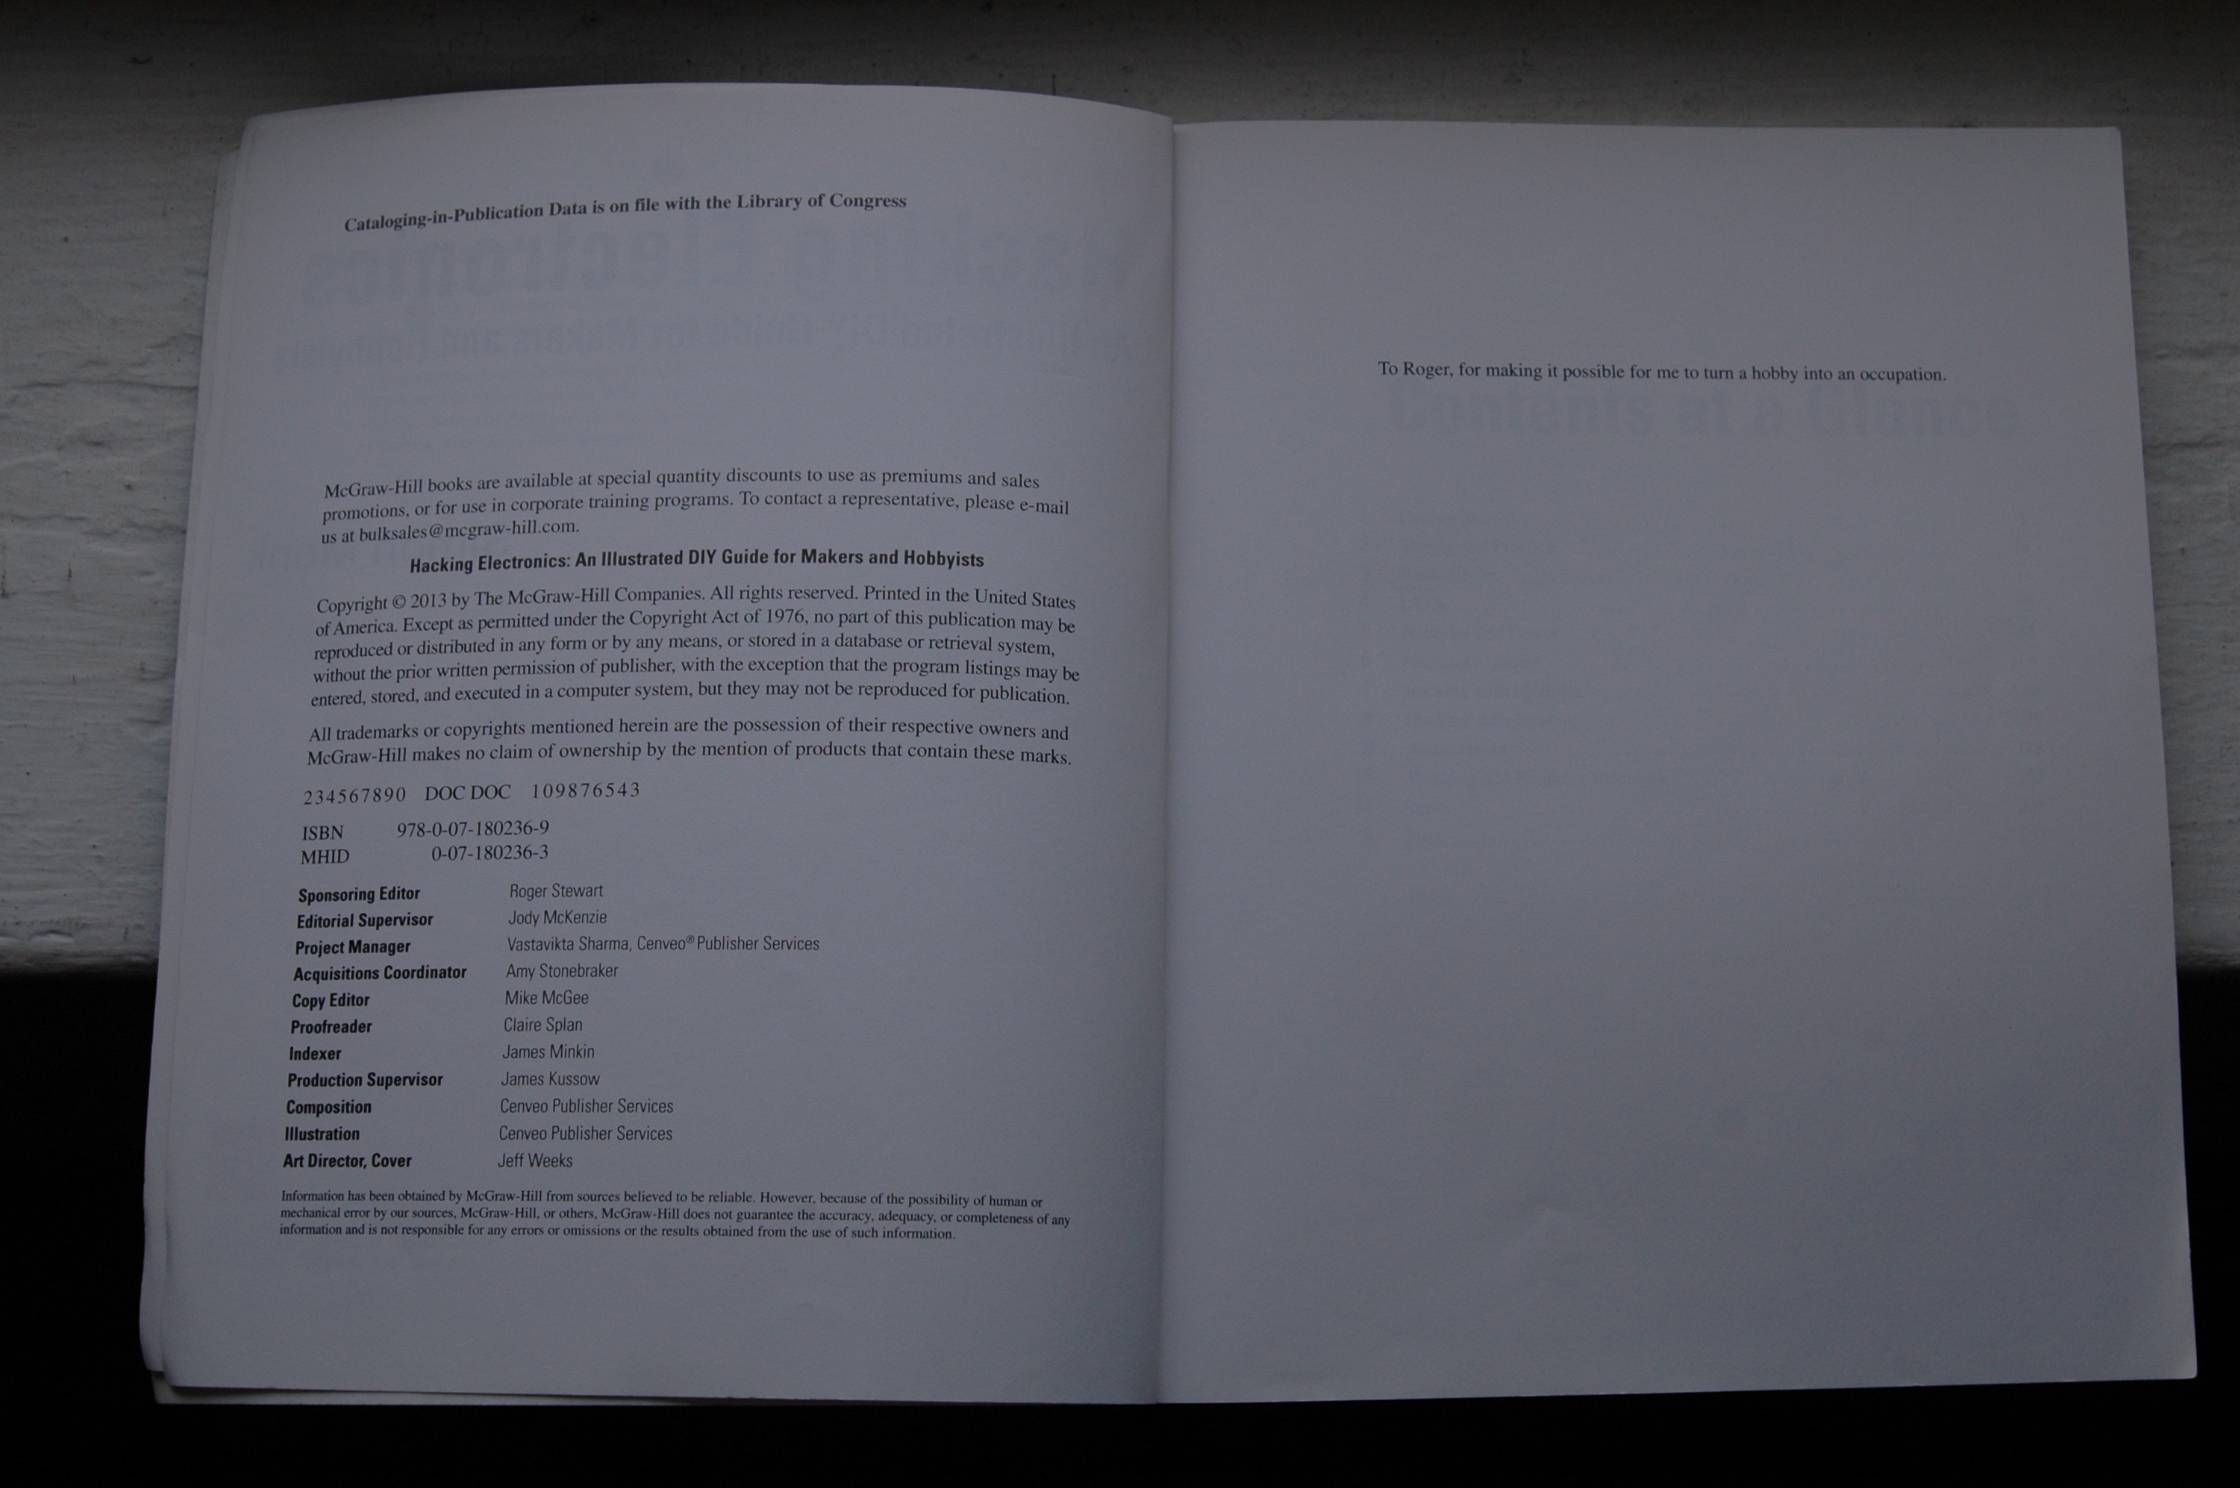 Cataloging-in-Publication Data is on file with the Library of Congress
McGraw-Hill books are available at special quantity discounts to use as premiums and sales
promotions, or for use in corporate training programs. To contact a representative, please e-mail
us at bulksales@mcgraw-hill.com.
Hacking Electronics: An Illustrated DIY Guide for Makers and Hobbyists
Copyright © 2013 by The McGraw-Hill Companies. All rights reserved. Printed in the United States
of America. Except as permitted under the Copyright Act of 1976, no part of this publication may be
reproduced or distributed in any form or by any means, or stored in a database or retrieval system,
without the prior written permission of publisher, with the exception that the program listings may be
entered, stored, and executed in a computer system, but they may not be reproduced for publication.
All trademarks or copyrights mentioned herein are the possession of their respective owners and
McGraw-Hill makes no claim of ownership by the mention of products that contain these marks.
234567890 DOC DOC 109876543
ISBN 978-0-07-180236-9
MHID 0-07-180236-3
Sponsoring Editor Roger Stewart
Editorial Supervisor Jody McKenzie
Project Manager Vastavikta Sharma, Cenveo® Publisher Services
Acquisitions Coordinator Amy Stonebraker
Copy Editor Mike McGee
Proofreader Claire Splan
Indexer James Minkin
Production Supervisor James Kussow
Composition Cenveo Publisher Services
Illustration Cenveo Publisher Services
Art Director, Cover Jeff Weeks
Information has been obtained by McGraw-Hill from sources believed to be reliable. However, because of the possibility of human or
mechanical error by our sources, McGraw-Hill, or others, McGraw-Hill does not guarantee the accuracy, adequacy, or completeness of any
information and is not responsible for any errors or omissions or the results obtained from the use of such information.
To Roger, for making it possible for me to turn a hobby into an occupation.
Contents at a Glance